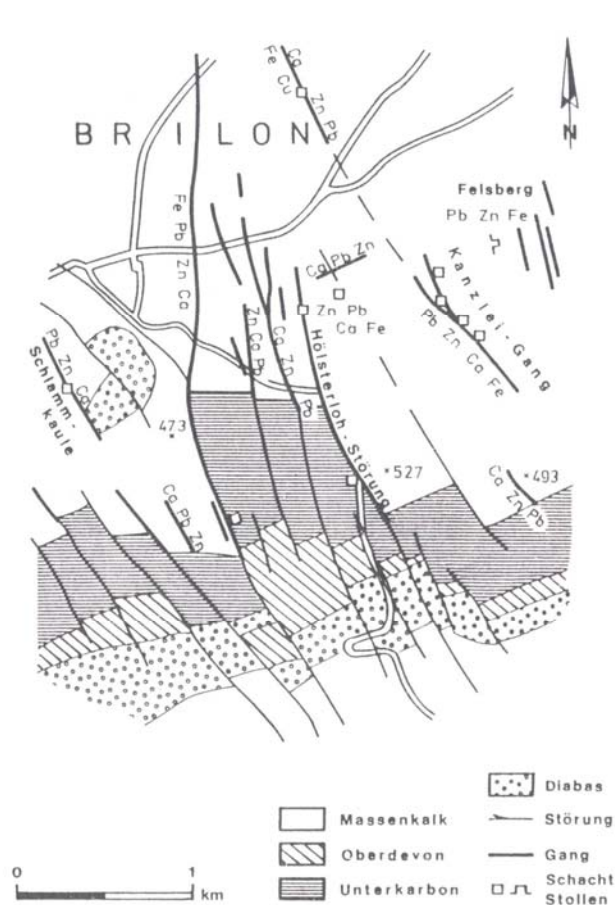 Ca
Fe Cu
Zn Pb
BRILON
N
Felsberg
Pb Zn Fe
Fe Pb Zn Ca
Ca Pb Zn
Kanzlei-Gang
Pb Zn Ca Fe
Zn Pb
Ca Fe
Zn Ca Pb
Ca Zn
Pb
Hölsterloh-Störung
Pb Zn Ca
Schlamm-
kaule
473
527
493
Ca Zn Pb
Ca Pb Zn
Diabas
Massenkalk
Störung
Oberdevon
Gang
Unterkarbon
Schacht
Stollen
0
1
km